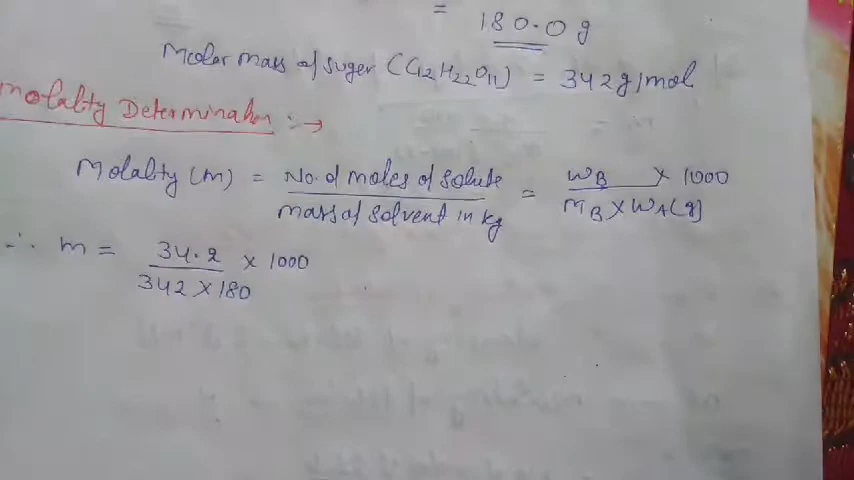 = 180.0 g
Molar mass of suger (C12H22O11) = 342 g/mol
Molality Determination :->
Molality (m) = No. of moles of solute / mass of solvent in kg = WB / MB X WA(g) X 1000
∴ m = 34.2 / 342 X 180 X 1000